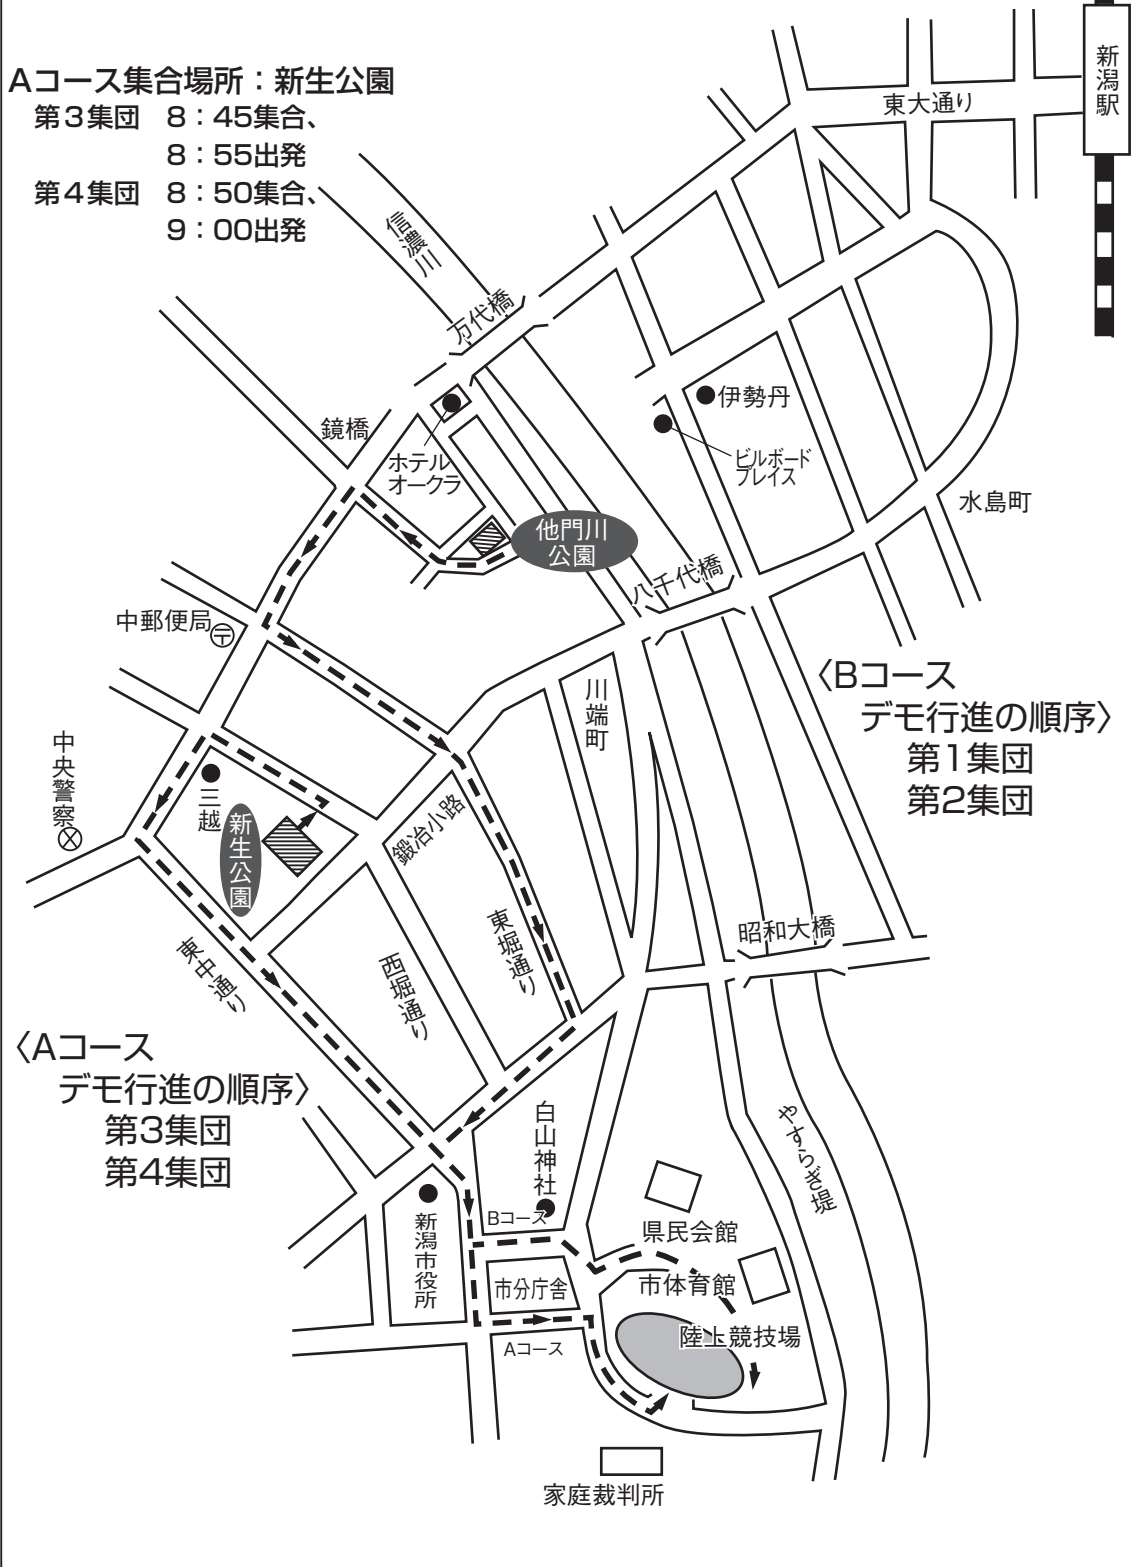 新潟駅
東大通り
Aコース集合場所：新生公園
第3集団 8：45集合、
8：55出発
第4集団 8：50集合、
9：00出発
信濃川
万代橋
伊勢丹
ビルボード
プレイス
鏡橋
ホテル
オークラ
水島町
他門川
公園
八千代橋
中郵便局
〒
川端町
〈Bコース
デモ行進の順序〉
第1集団
第2集団
中央警察
三越
新生公園
鍛冶小路
東堀通り
昭和大橋
東中通り
西堀通り
〈Aコース
デモ行進の順序〉
第3集団
第4集団
白山神社
やすらぎ堤
Bコース
新潟市役所
県民会館
市分庁舎
市体育館
Aコース
陸上競技場
家庭裁判所